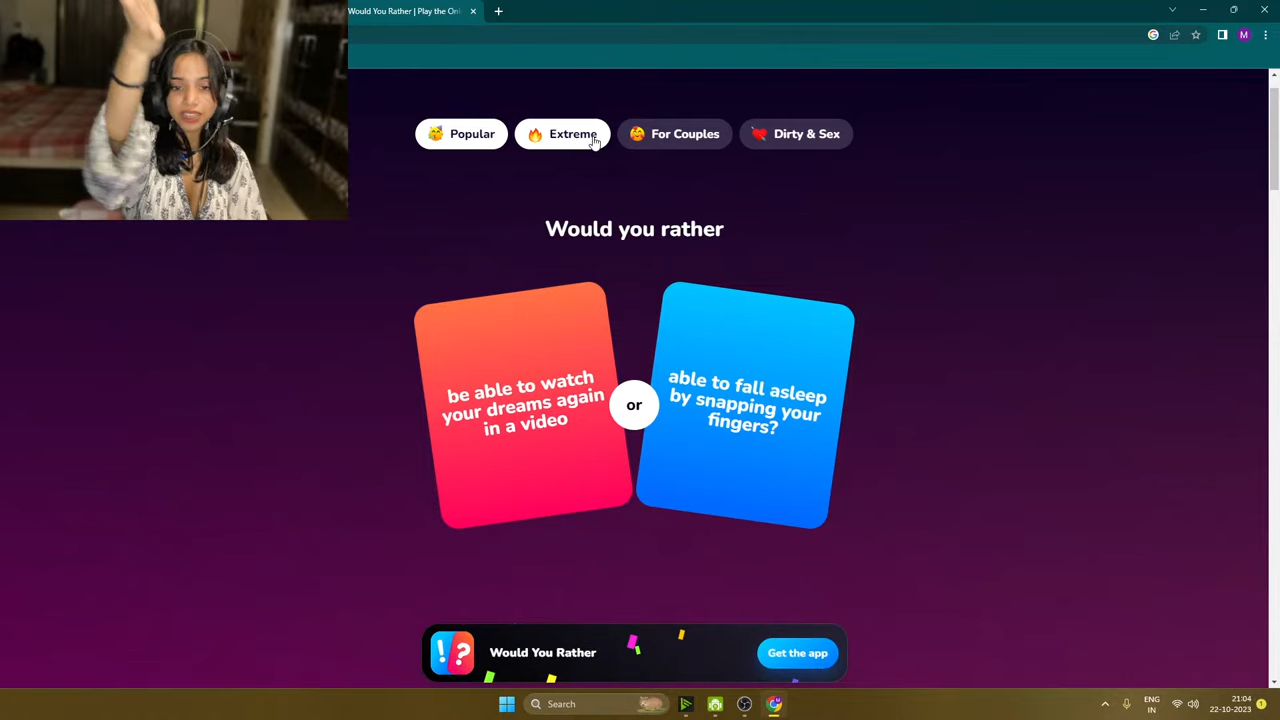 Would You Rather | Play the Onl
M
Popular
Extreme
For Couples
Dirty & Sex
Would you rather
be able to watch
your dreams again
in a video
or
able to fall asleep
by snapping your
fingers?
!?
Would You Rather
Get the app
Search
ENG
IN
21:04
22-10-2023